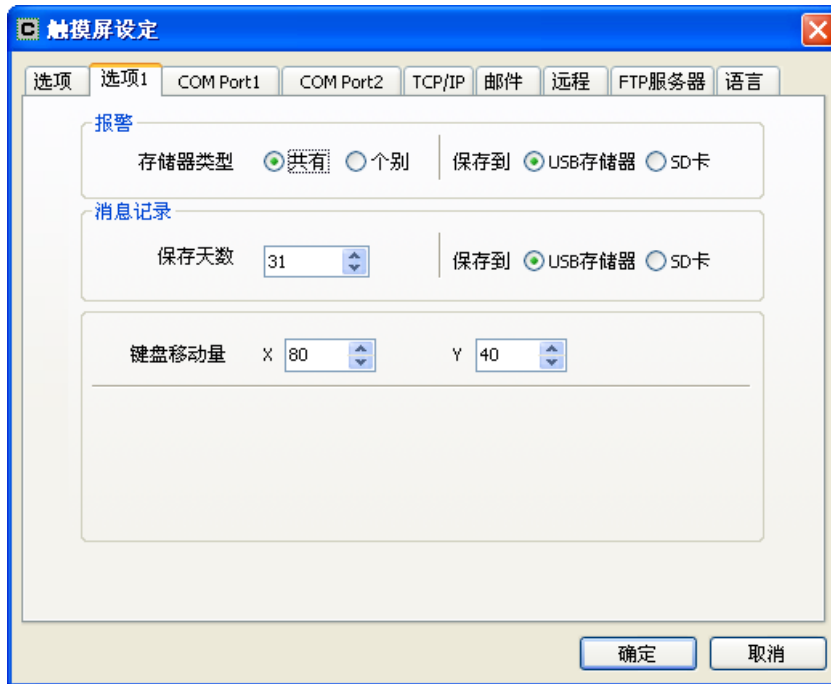 触摸屏设定
选项 选项1 COM Port1 COM Port2 TCP/IP 邮件 远程 FTP服务器 语言
报警
存储器类型 共有 个别 保存到 USB存储器 SD卡
消息记录
保存天数 31 保存到 USB存储器 SD卡
键盘移动量 X 80 Y 40
确定 取消